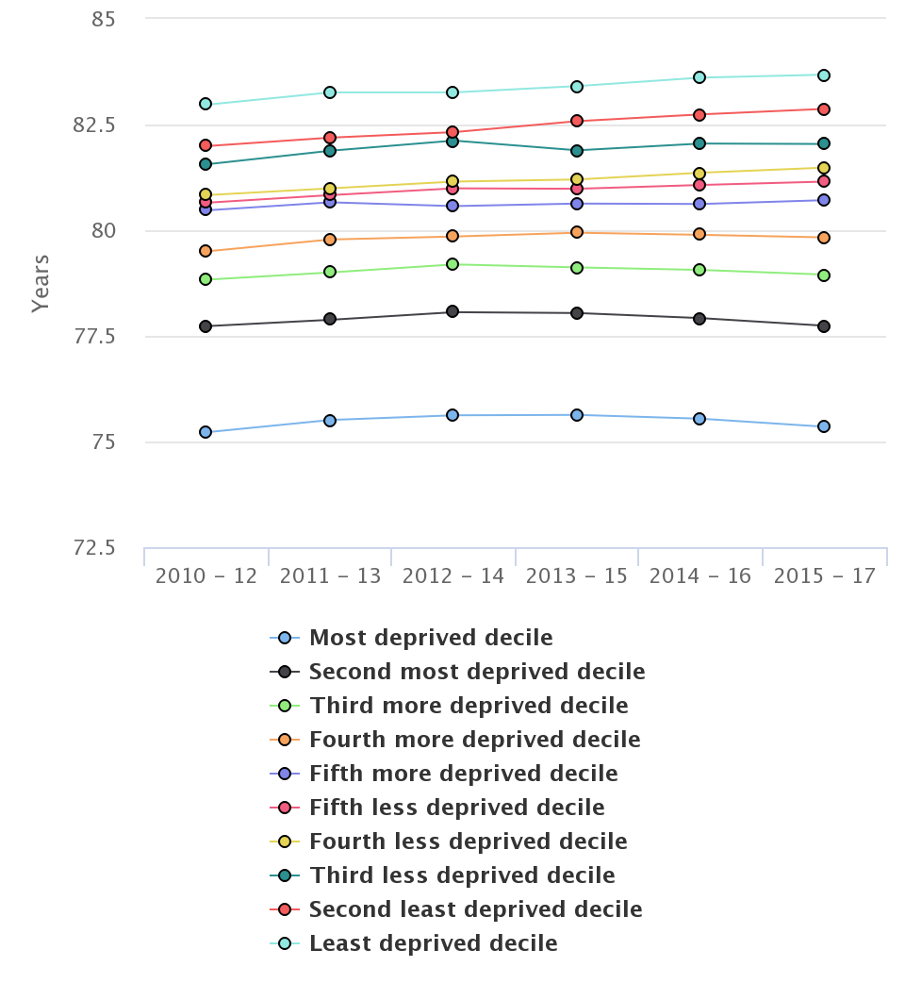 85
82.5
80
77.5
75
72.5
Years
2010 – 12 2011 – 13 2012 – 14 2013 – 15 2014 – 16 2015 – 17
Most deprived decile
Second most deprived decile
Third more deprived decile
Fourth more deprived decile
Fifth more deprived decile
Fifth less deprived decile
Fourth less deprived decile
Third less deprived decile
Second least deprived decile
Least deprived decile